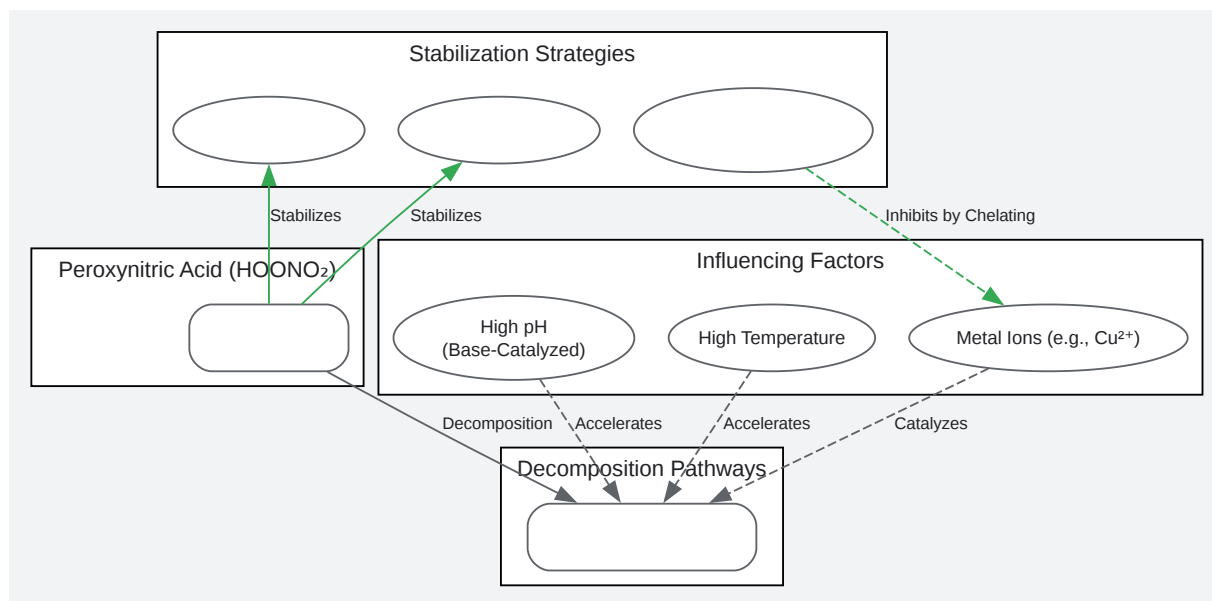 Stabilization Strategies
Stabilizes
Stabilizes
Inhibits by Chelating
Peroxynitric Acid (HOONO₂)
Influencing Factors
High pH
(Base-Catalyzed)
High Temperature
Metal Ions (e.g., Cu²⁺)
Decomposition
Accelerates
Accelerates
Catalyzes
Decomposition Pathways